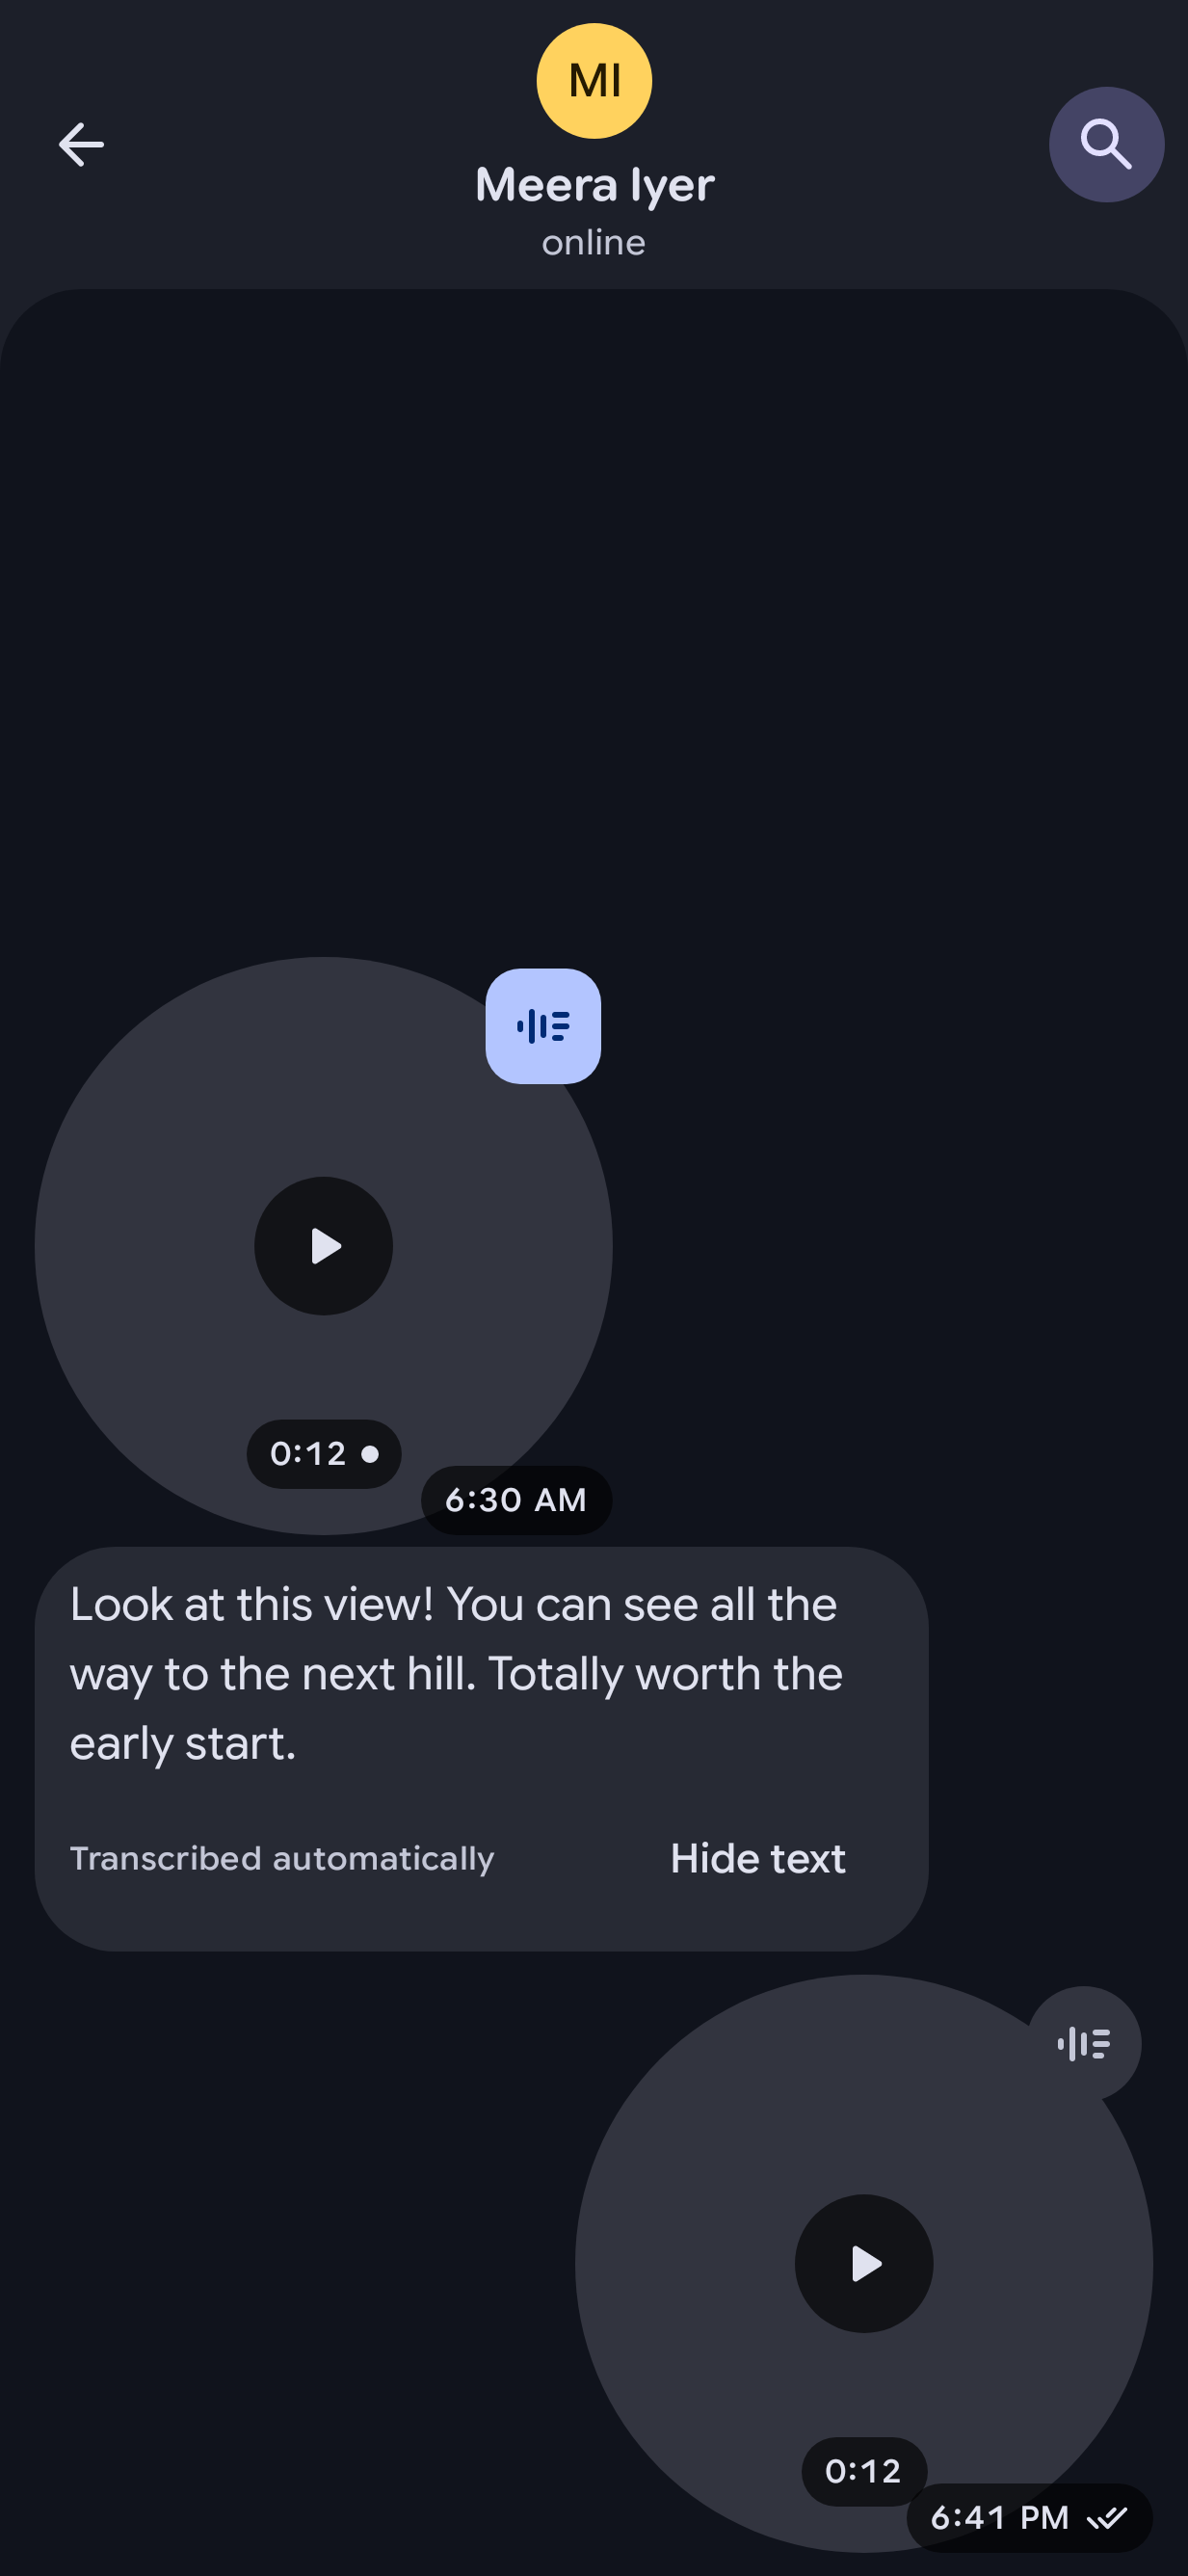 MI
Meera Iyer
online
0:12
6:30 AM
Look at this view! You can see all the
way to the next hill. Totally worth the
early start.
Transcribed automatically
Hide text
0:12
6:41 PM